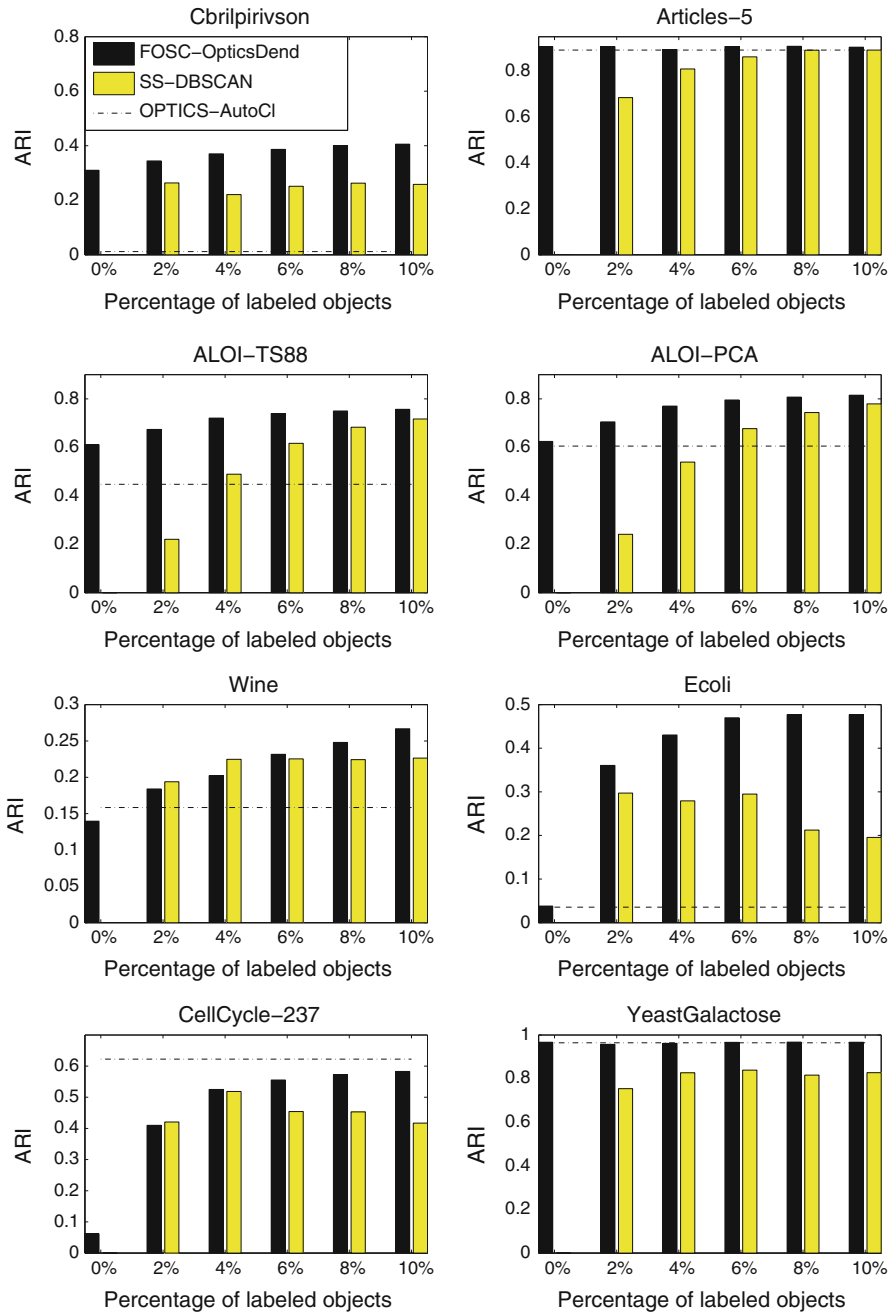 Cbrilpirivson
0.8
0.6
0.4
0.2
0
ARI
FOSC-OpticsDend
SS-DBSCAN
OPTICS-AutoCl
0% 2% 4% 6% 8% 10%
Percentage of labeled objects
Articles-5
0.8
0.6
0.4
0.2
0
ARI
0% 2% 4% 6% 8% 10%
Percentage of labeled objects
ALOI-TS88
0.8
0.6
0.4
0.2
0
ARI
0% 2% 4% 6% 8% 10%
Percentage of labeled objects
ALOI-PCA
0.8
0.6
0.4
0.2
0
ARI
0% 2% 4% 6% 8% 10%
Percentage of labeled objects
Wine
0.3
0.25
0.2
0.15
0.1
0.05
0
ARI
0% 2% 4% 6% 8% 10%
Percentage of labeled objects
Ecoli
0.5
0.4
0.3
0.2
0.1
0
ARI
0% 2% 4% 6% 8% 10%
Percentage of labeled objects
CellCycle-237
0.6
0.5
0.4
0.3
0.2
0.1
0
ARI
0% 2% 4% 6% 8% 10%
Percentage of labeled objects
YeastGalactose
1
0.8
0.6
0.4
0.2
0
ARI
0% 2% 4% 6% 8% 10%
Percentage of labeled objects